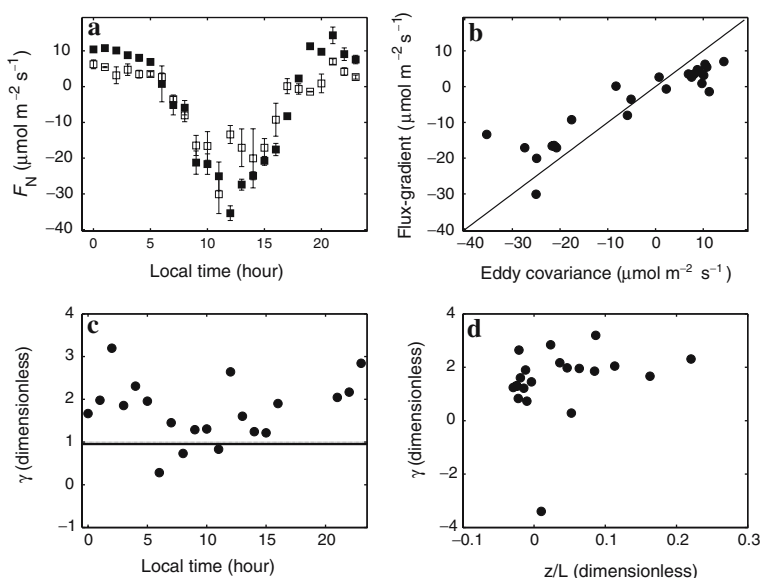 a
10
0
−10
−20
−30
−40
F_N (μmol m⁻² s⁻¹)
0 5 10 15 20
Local time (hour)
b
10
0
−10
−20
−30
−40
Flux-gradient (μmol m⁻² s⁻¹)
−40 −30 −20 −10 0 10
Eddy covariance (μmol m⁻² s⁻¹)
c
4
3
2
1
0
−1
γ (dimensionless)
0 5 10 15 20
Local time (hour)
d
4
2
0
−2
−4
γ (dimensionless)
−0.1 0 0.1 0.2 0.3
z/L (dimensionless)